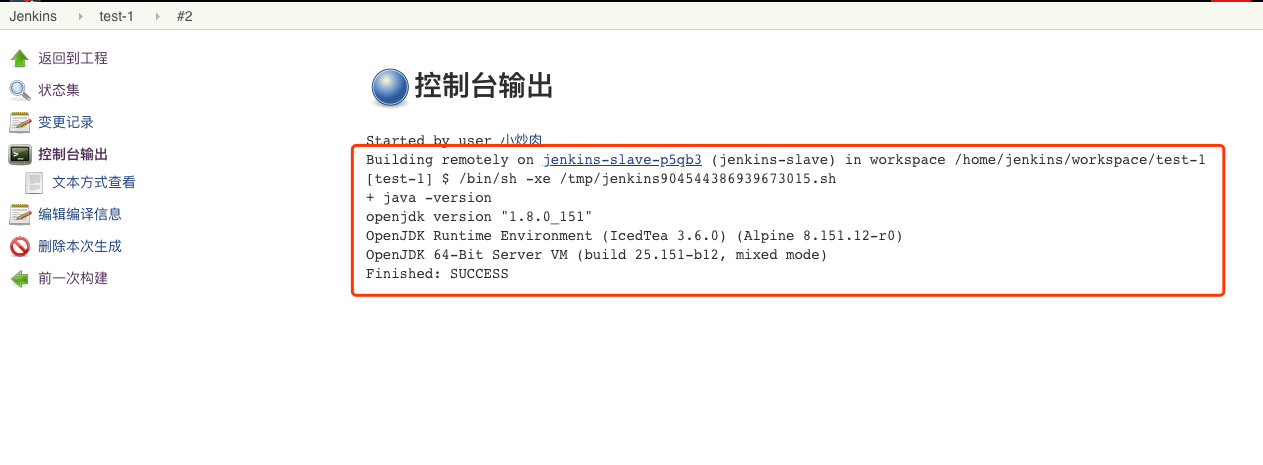 Jenkins test-1 #2
返回到工程
状态集
变更记录
控制台输出
文本方式查看
编辑编译信息
删除本次生成
前一次构建
控制台输出
Started by user 小炒肉
Building remotely on jenkins-slave-p5qb3 (jenkins-slave) in workspace /home/jenkins/workspace/test-1
[test-1] $ /bin/sh -xe /tmp/jenkins904544386939673015.sh
+ java -version
openjdk version "1.8.0_151"
OpenJDK Runtime Environment (IcedTea 3.6.0) (Alpine 8.151.12-r0)
OpenJDK 64-Bit Server VM (build 25.151-b12, mixed mode)
Finished: SUCCESS